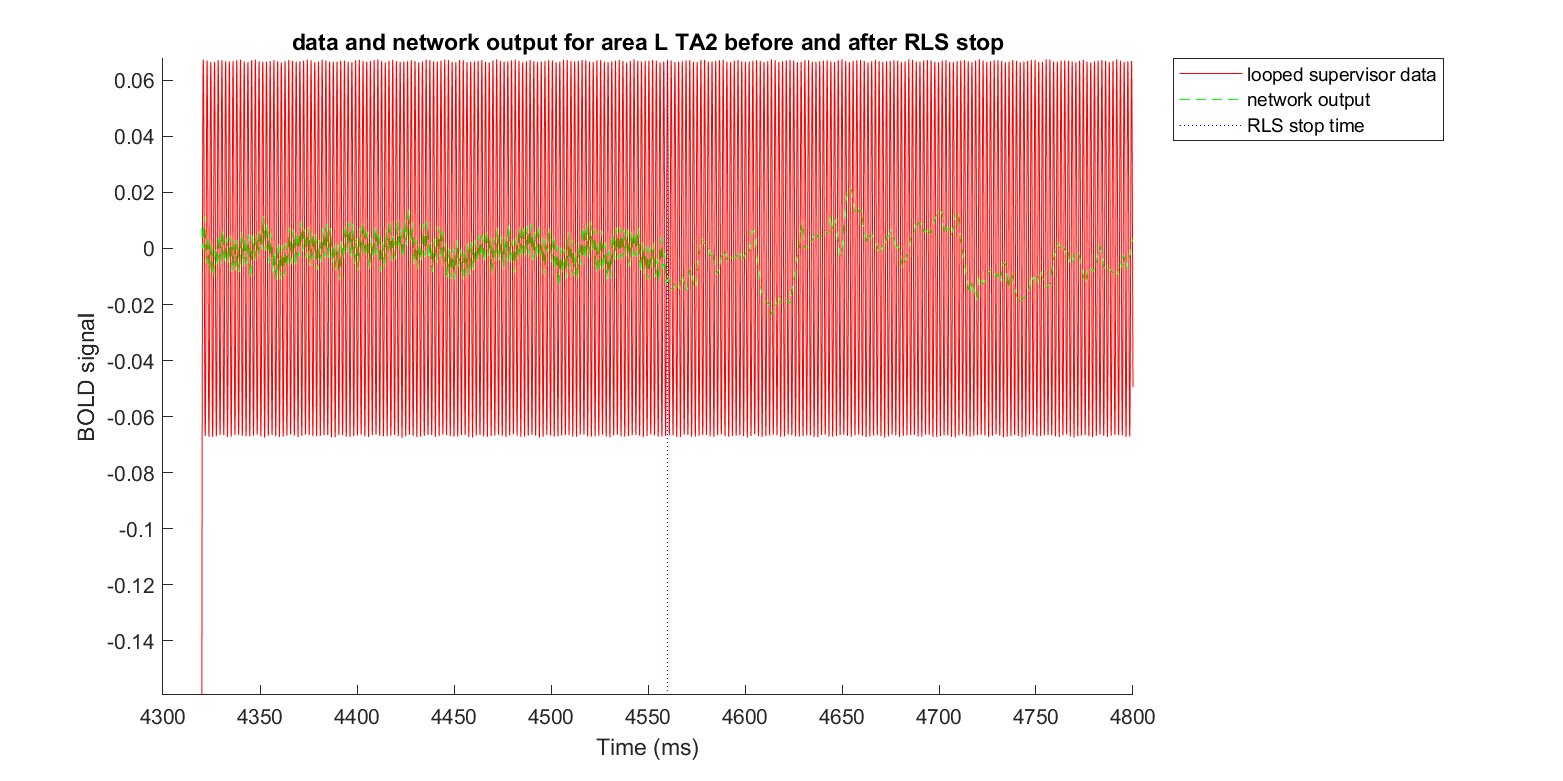 data and network output for area L TA2 before and after RLS stop
looped supervisor data
network output
RLS stop time
BOLD signal
0.06
0.04
0.02
0
-0.02
-0.04
-0.06
-0.08
-0.1
-0.12
-0.14
4300 4350 4400 4450 4500 4550 4600 4650 4700 4750 4800
Time (ms)